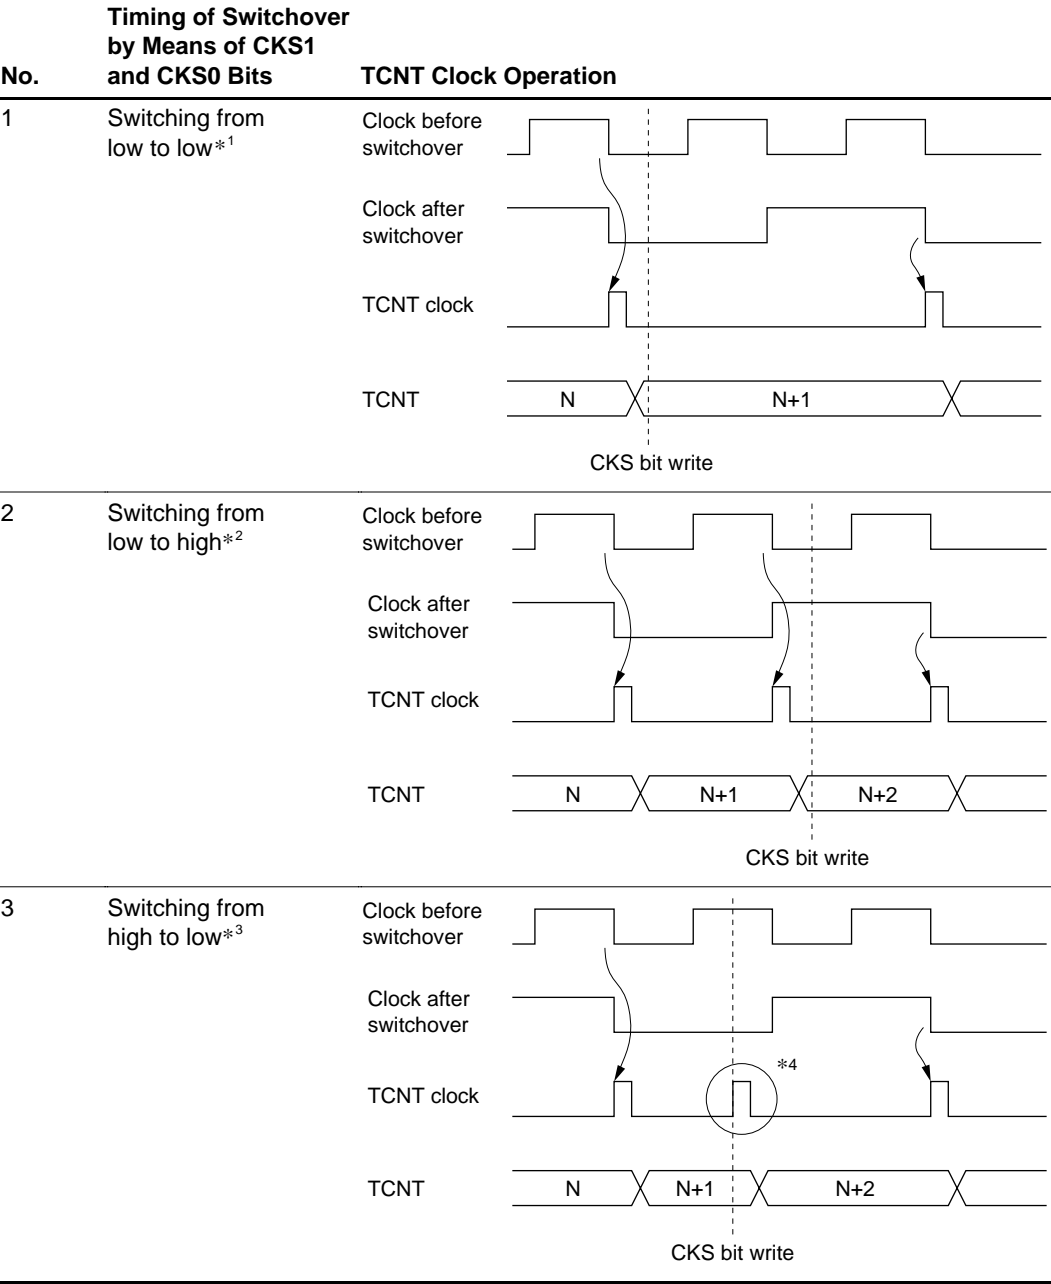 No.
Timing of Switchover
by Means of CKS1
and CKS0 Bits
TCNT Clock Operation
1
Switching from
low to low*1
Clock before
switchover
Clock after
switchover
TCNT clock
TCNT
N
N+1
CKS bit write
2
Switching from
low to high*2
Clock before
switchover
Clock after
switchover
TCNT clock
TCNT
N
N+1
N+2
CKS bit write
3
Switching from
high to low*3
Clock before
switchover
Clock after
switchover
*4
TCNT clock
TCNT
N
N+1
N+2
CKS bit write